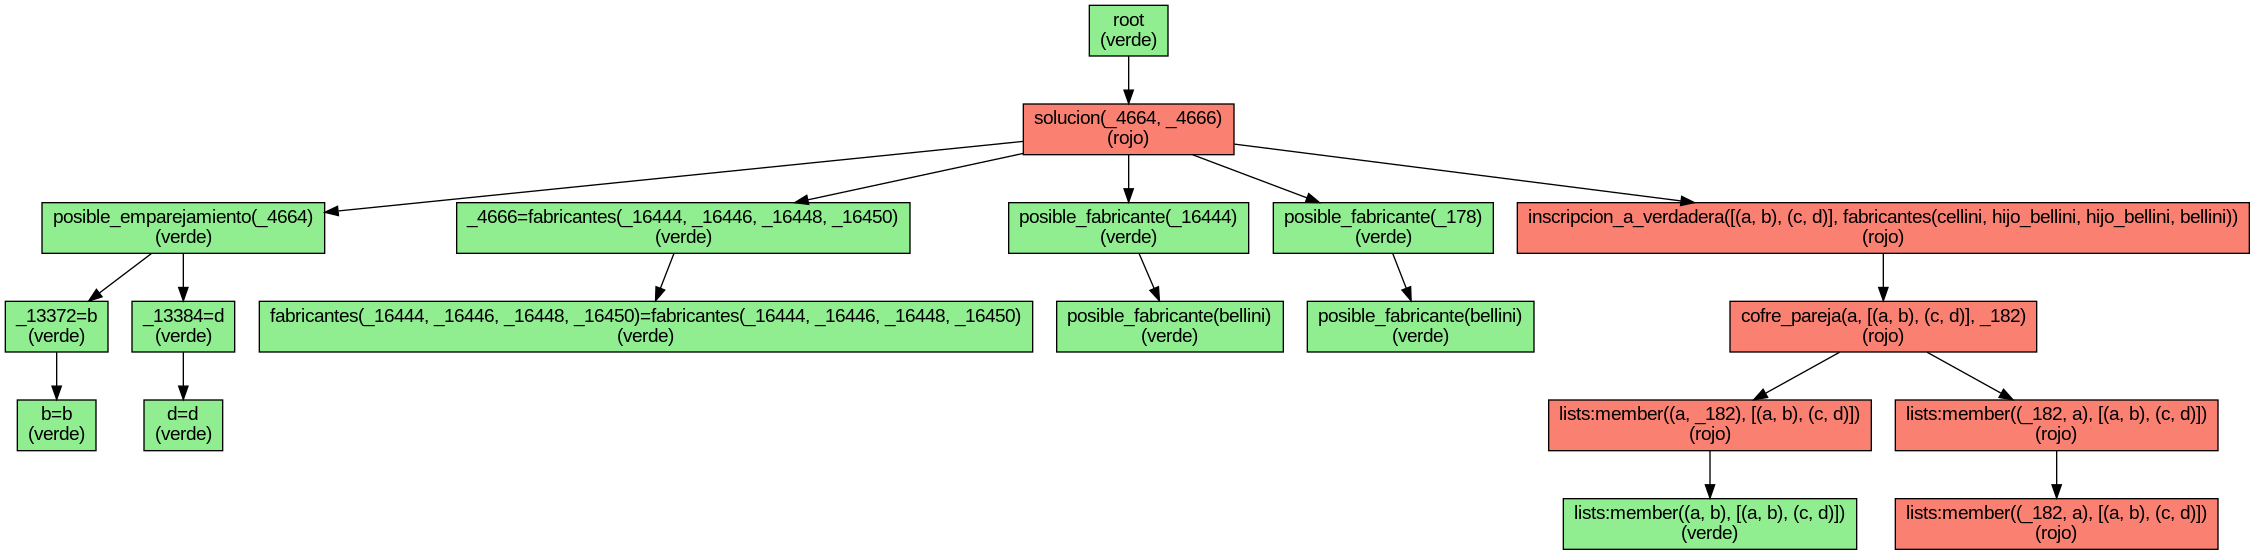 root
(verde)
solucion(_4664, _4666)
(rojo)
posible_emparejamiento(_4664)
(verde)
_4666=fabricantes(_16444, _16446, _16448, _16450)
(verde)
posible_fabricante(_16444)
(verde)
posible_fabricante(_178)
(verde)
inscripcion_a_verdadera([(a, b), (c, d)], fabricantes(cellini, hijo_bellini, hijo_bellini, bellini))
(rojo)
_13372=b
(verde)
_13384=d
(verde)
fabricantes(_16444, _16446, _16448, _16450)=fabricantes(_16444, _16446, _16448, _16450)
(verde)
posible_fabricante(bellini)
(verde)
posible_fabricante(bellini)
(verde)
cofre_pareja(a, [(a, b), (c, d)], _182)
(rojo)
b=b
(verde)
d=d
(verde)
lists:member((a, _182), [(a, b), (c, d)])
(rojo)
lists:member((_182, a), [(a, b), (c, d)])
(rojo)
lists:member((a, b), [(a, b), (c, d)])
(verde)
lists:member((_182, a), [(a, b), (c, d)])
(rojo)